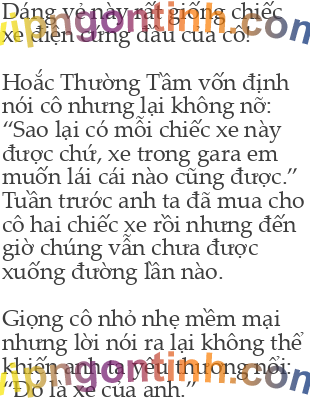 Dáng vẻ này rất giống chiếc
xe điện đụng đầu của cô!
Hoắc Thường Tầm vốn định
nói cô nhưng lại không nỡ:
“Sao lại có mỗi chiếc xe này
được chứ, xe trong gara em
muốn lái cái nào cũng được.”
Tuần trước anh ta đã mua cho
cô hai chiếc xe rồi nhưng đến
giờ chúng vẫn chưa được
xuống đường lần nào.
Giọng cô nhỏ nhẹ mềm mại
nhưng lời nói ra lại không thể
khiến anh ta yêu thương nổi:
“Đó là xe của anh.”
vipngontinh.com
vipngontinh.com